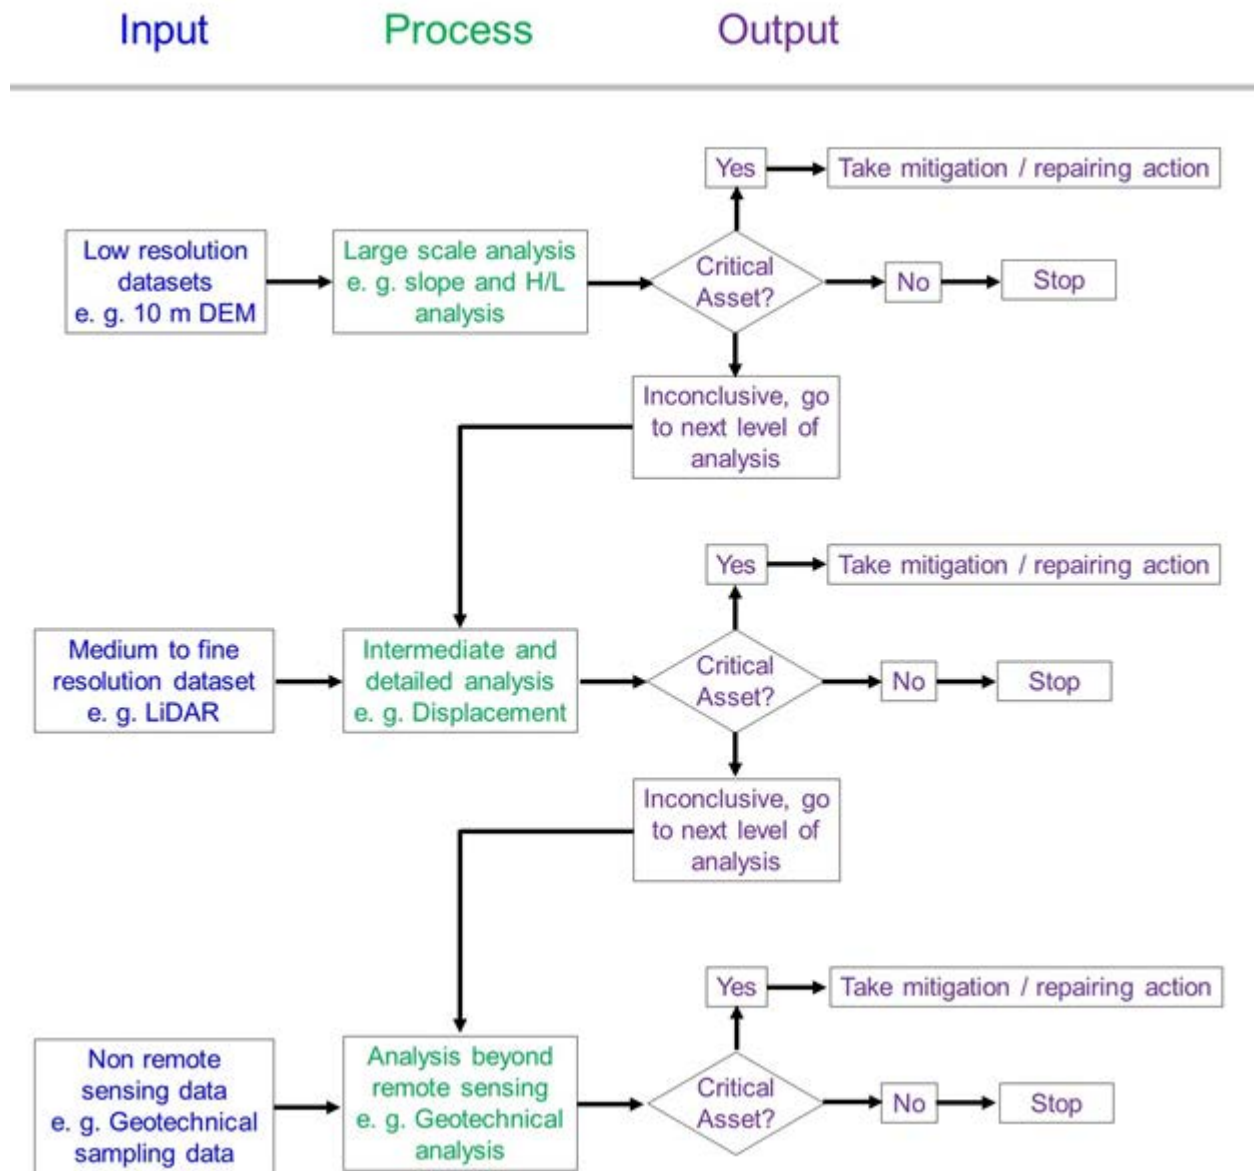 Input
Process
Output
Yes
Take mitigation / repairing action
Low resolution
datasets
e. g. 10 m DEM
Large scale analysis
e. g. slope and H/L
analysis
Critical
Asset?
No
Stop
Inconclusive, go
to next level of
analysis
Yes
Take mitigation / repairing action
Medium to fine
resolution dataset
e. g. LiDAR
Intermediate and
detailed analysis
e. g. Displacement
Critical
Asset?
No
Stop
Inconclusive, go
to next level of
analysis
Yes
Take mitigation / repairing action
Non remote
sensing data
e. g. Geotechnical
sampling data
Analysis beyond
remote sensing
e. g. Geotechnical
analysis
Critical
Asset?
No
Stop